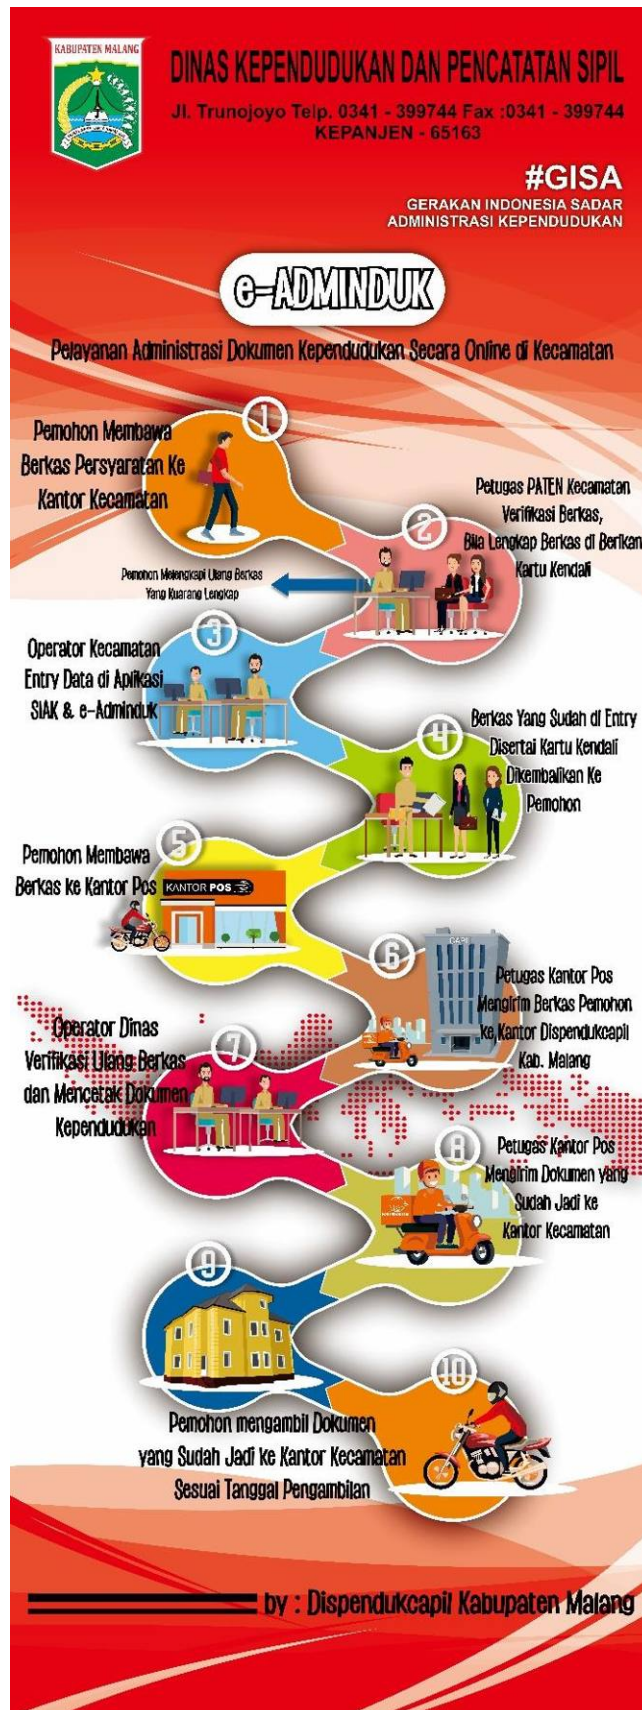 KABUPATEN MALANG
DINAS KEPENDUDUKAN DAN PENCATATAN SIPIL
Jl. Trunojoyo Telp. 0341 - 399744 Fax :0341 - 399744
KEPANJEN - 65163
#GISA
GERAKAN INDONESIA SADAR
ADMINISTRASI KEPENDUDUKAN
e-ADMINDUK
Pelayanan Administrasi Dokumen Kependudukan Secara Online di Kecamatan
1
Pemohon Membawa
Berkas Persyaratan Ke
Kantor Kecamatan
2
Petugas PATEN Kecamatan
Verifikasi Berkas,
Bila Lengkap Berkas di Berikan
Kartu Kendali
Pemohon Melengkapi Ulang Berkas
Yang Kuarang Lengkap
3
Operator Kecamatan
Entry Data di Aplikasi
SIAK & e-Adminduk
4
Berkas Yang Sudah di Entry
Disertai Kartu Kendali
Dikembalikan Ke
Pemohon
5
Pemohon Membawa
Berkas ke Kantor Pos
KANTOR POS
6
CAPIL
Petugas Kantor Pos
Mengirim Berkas Pemohon
ke Kantor Dispendukcapil
Kab. Malang
7
Operator Dinas
Verifikasi Ulang Berkas
dan Mencetak Dokumen
Kependudukan
8
Petugas Kantor Pos
Mengirim Dokumen yang
Sudah Jadi ke
Kantor Kecamatan
9
10
Pemohon mengambil Dokumen
yang Sudah Jadi ke Kantor Kecamatan
Sesuai Tanggal Pengambilan
by : Dispendukcapil Kabupaten Malang